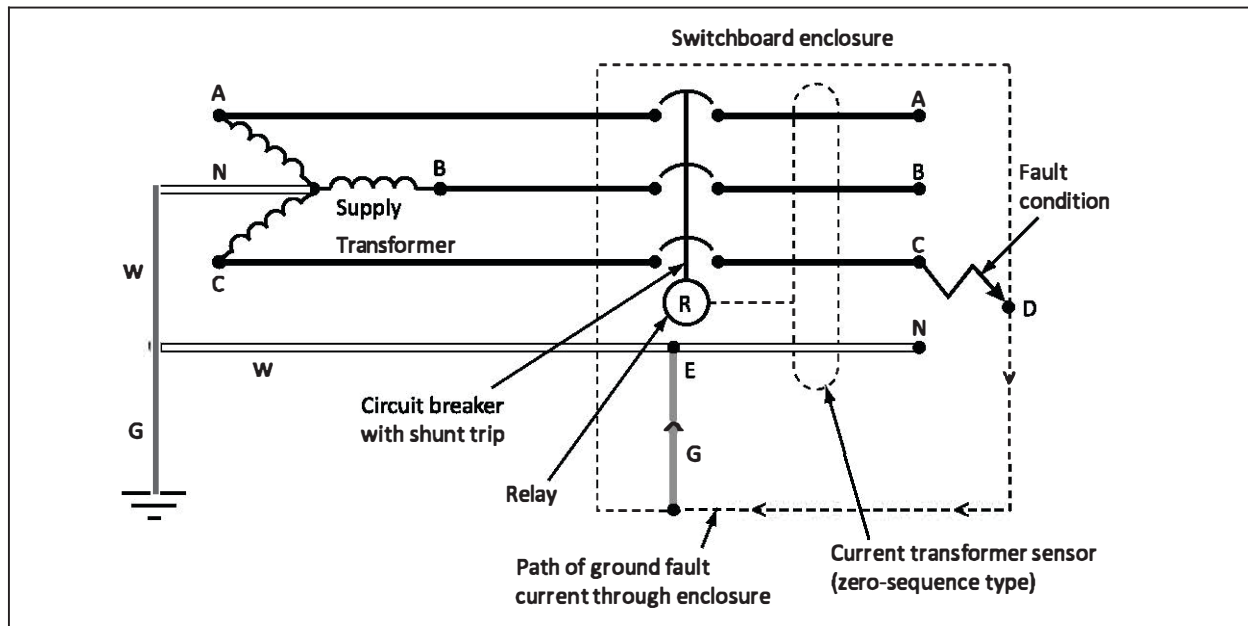 Switchboard enclosure
A
A
N
B
B
Supply
Fault
condition
Transformer
C
C
W
R
D
N
W
E
Circuit breaker
with shunt trip
G
G
Relay
Path of ground fault
current through enclosure
Current transformer sensor
(zero-sequence type)